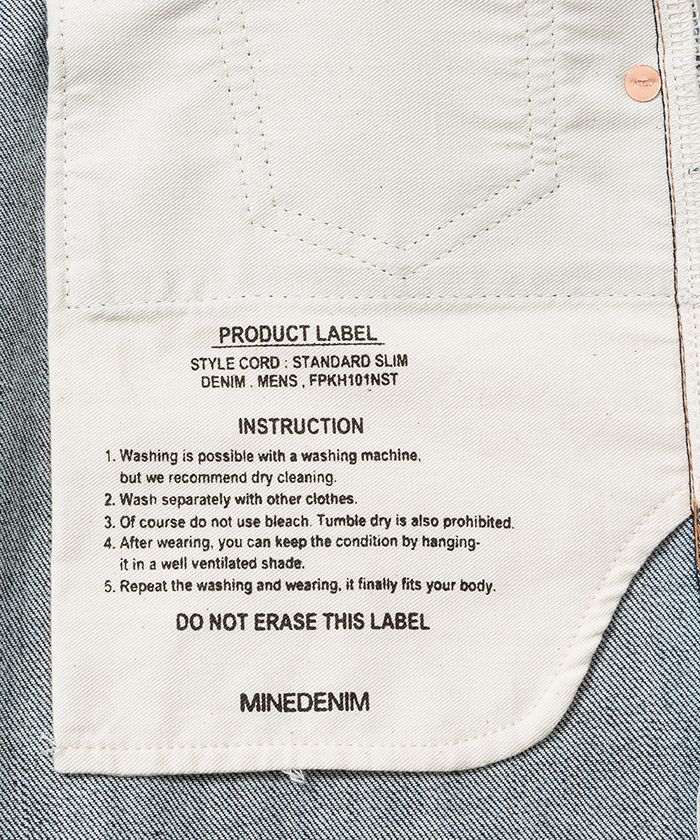 PRODUCT LABEL
STYLE CORD : STANDARD SLIM
DENIM . MENS , FPKH101NST
INSTRUCTION
1. Washing is possible with a washing machine,
but we recommend dry cleaning.
2. Wash separately with other clothes.
3. Of course do not use bleach. Tumble dry is also prohibited.
4. After wearing, you can keep the condition by hanging-
it in a well ventilated shade.
5. Repeat the washing and wearing, it finally fits your body.
DO NOT ERASE THIS LABEL
MINEDENIM